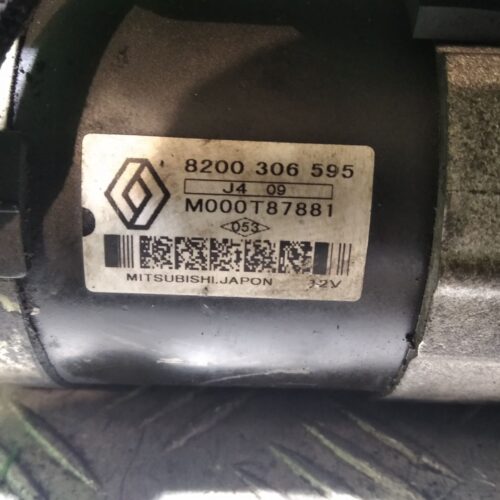 8200 306 595
J4 09
M000T87881
053
MITSUBISHI.JAPON 12V